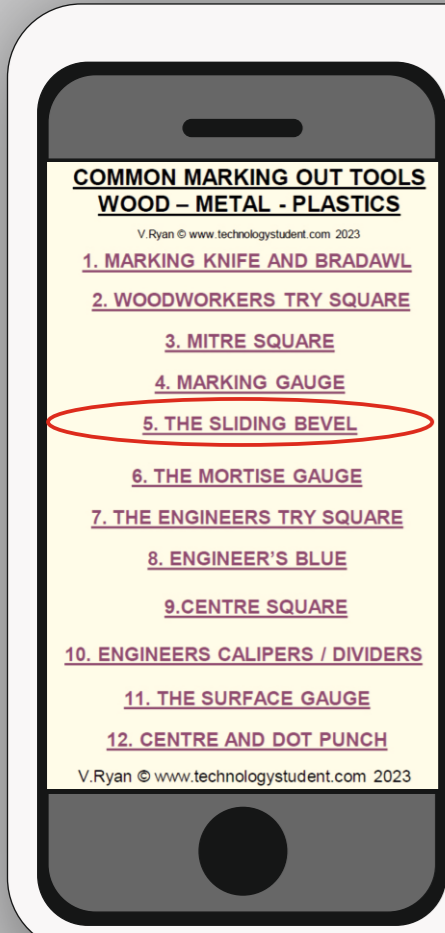 COMMON MARKING OUT TOOLS
WOOD – METAL - PLASTICS
V.Ryan © www.technologystudent.com 2023
1. MARKING KNIFE AND BRADAWL
2. WOODWORKERS TRY SQUARE
3. MITRE SQUARE
4. MARKING GAUGE
5. THE SLIDING BEVEL
6. THE MORTISE GAUGE
7. THE ENGINEERS TRY SQUARE
8. ENGINEER’S BLUE
9.CENTRE SQUARE
10. ENGINEERS CALIPERS / DIVIDERS
11. THE SURFACE GAUGE
12. CENTRE AND DOT PUNCH
V.Ryan © www.technologystudent.com 2023